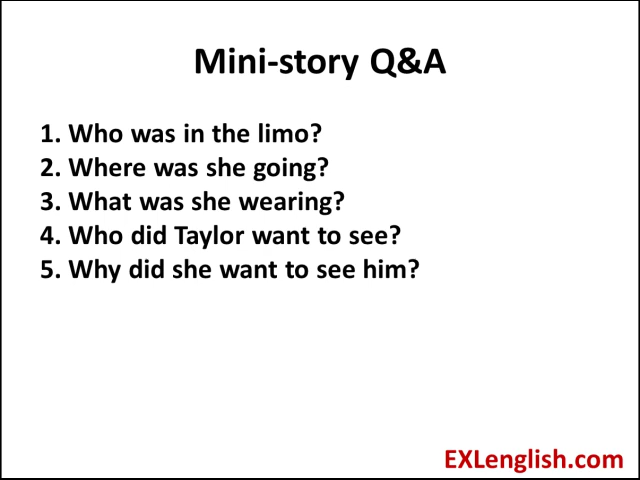 Mini-story Q&A
1. Who was in the limo?
2. Where was she going?
3. What was she wearing?
4. Who did Taylor want to see?
5. Why did she want to see him?
EXLenglish.com